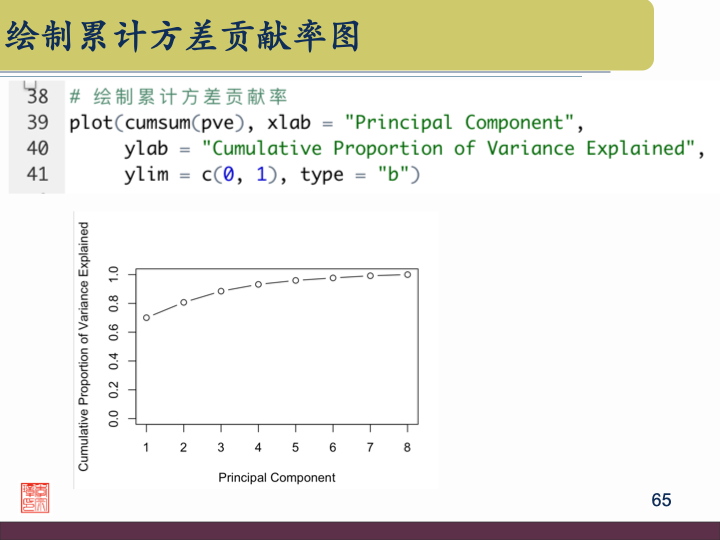 绘制累计方差贡献率图
38 # 绘制累计方差贡献率
39 plot(cumsum(pve), xlab = "Principal Component",
40 ylab = "Cumulative Proportion of Variance Explained",
41 ylim = c(0, 1), type = "b")
Cumulative Proportion of Variance Explained
1.0
0.8
0.6
0.4
0.2
0.0
1 2 3 4 5 6 7 8
Principal Component
65